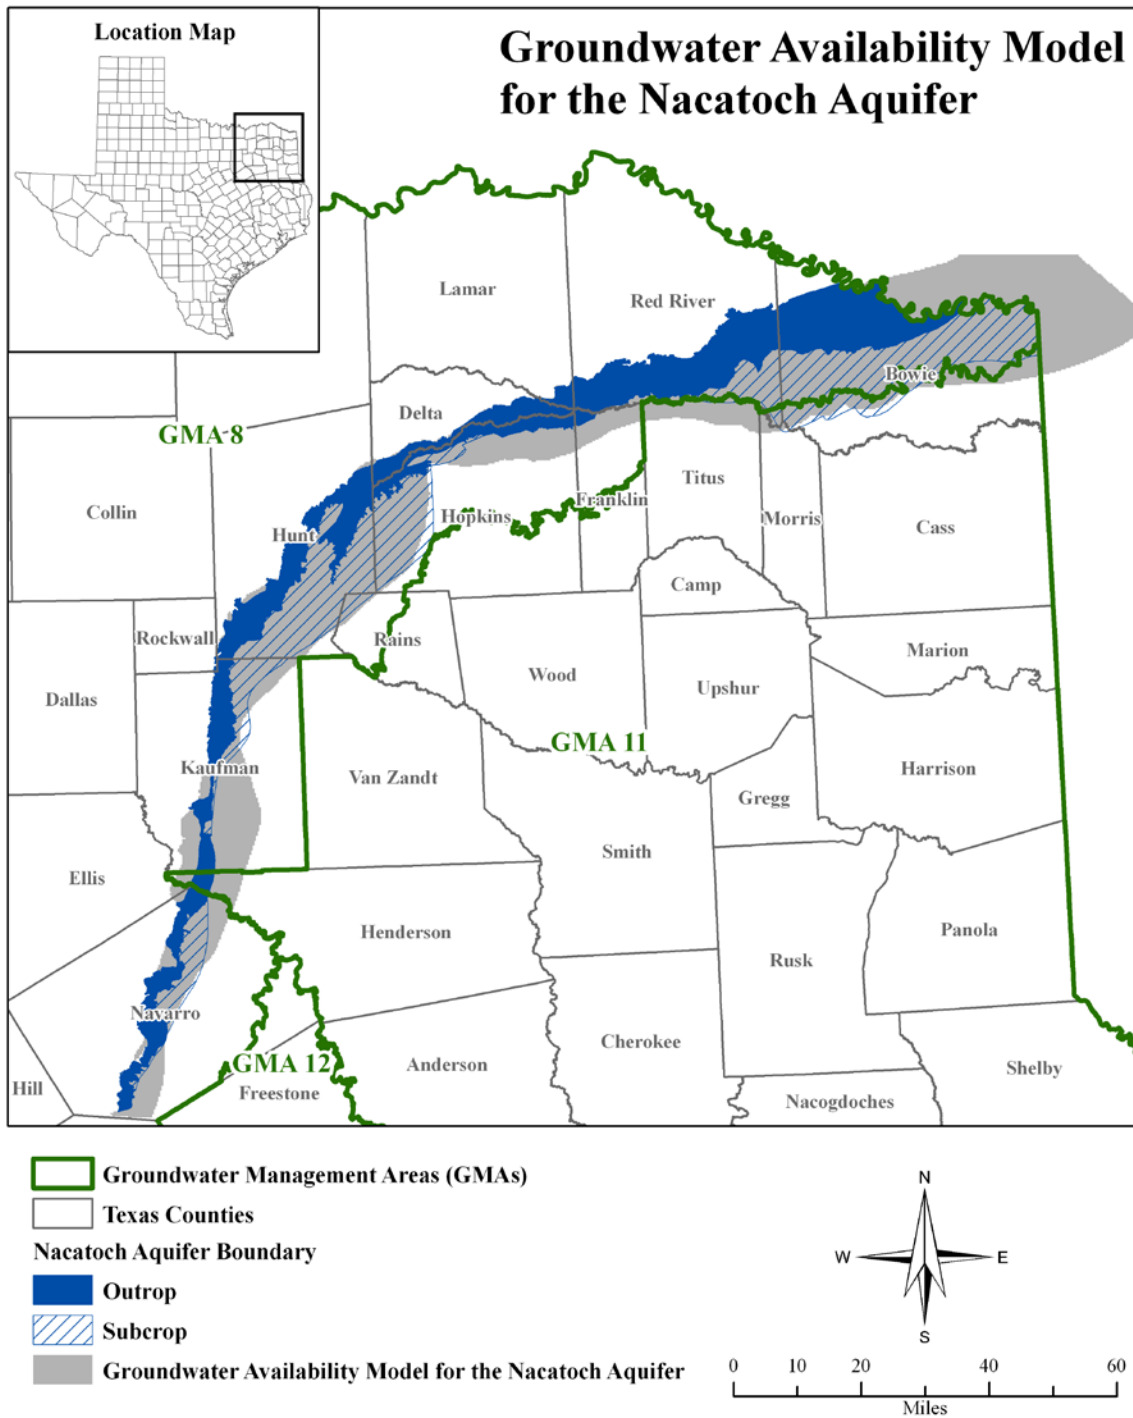 Location Map
Groundwater Availability Model
for the Nacatoch Aquifer
Lamar
Red River
Bowie
Delta
GMA 8
Collin
Hunt
Hopkins
Franklin
Titus
Morris
Cass
Camp
Rockwall
Rains
Wood
Upshur
Marion
Dallas
GMA 11
Kaufman
Van Zandt
Gregg
Harrison
Ellis
Smith
Henderson
Rusk
Panola
Navarro
Cherokee
GMA 12
Anderson
Shelby
Hill
Freestone
Nacogdoches
Groundwater Management Areas (GMAs)
Texas Counties
Nacatoch Aquifer Boundary
Outrop
Subcrop
Groundwater Availability Model for the Nacatoch Aquifer
N
W E
S
0 10 20 40 60
Miles